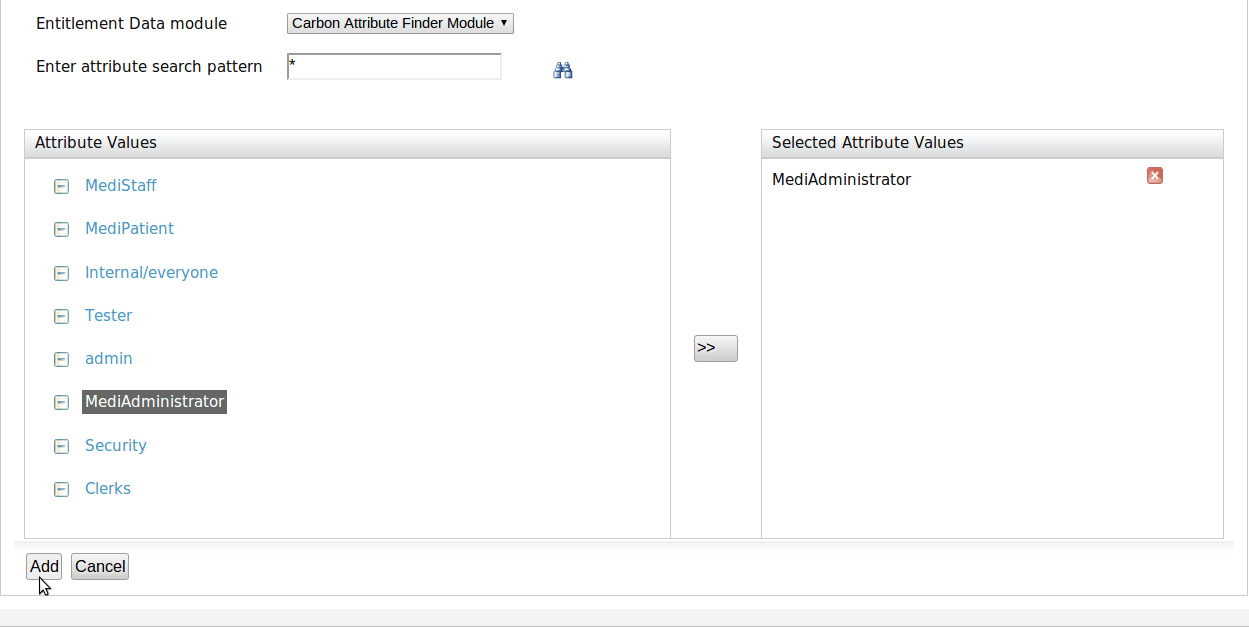 Entitlement Data module
Carbon Attribute Finder Module
Enter attribute search pattern
*
Attribute Values
MediStaff
MediPatient
Internal/everyone
Tester
admin
MediAdministrator
Security
Clerks
>>
Selected Attribute Values
MediAdministrator
Add
Cancel